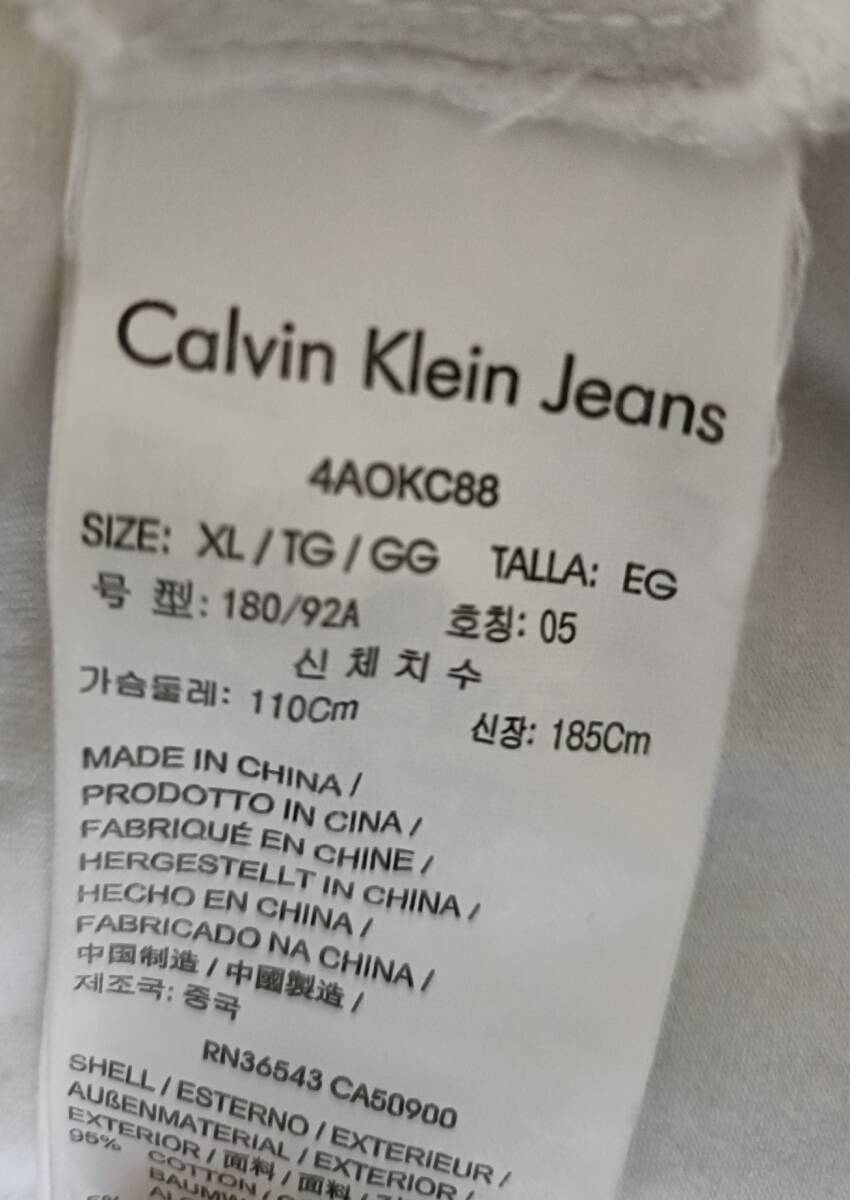 Calvin Klein Jeans
4AOKC88
SIZE: XL / TG / GG TALLA: EG
号 型: 180/92A 호칭: 05
신 체 치 수
가슴둘레: 110Cm 신장: 185Cm
MADE IN CHINA /
PRODOTTO IN CINA /
FABRIQUÉ EN CHINE /
HERGESTELLT IN CHINA /
HECHO EN CHINA /
FABRICADO NA CHINA /
中国制造 / 中國製造 /
제조국: 중국
RN36543 CA50900
SHELL / ESTERNO / EXTERIEUR /
AUßENMATERIAL / EXTERIOR /
EXTERIOR / 面料 / 面料 /
95% COTTON /